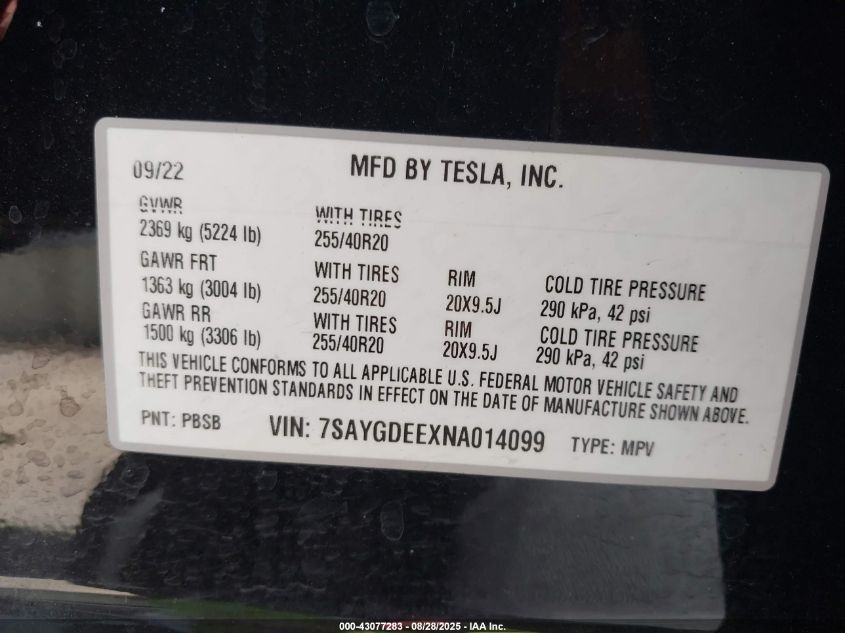 09/22 MFD BY TESLA, INC.
GVWR WITH TIRES
2369 kg (5224 lb) 255/40R20
GAWR FRT WITH TIRES RIM COLD TIRE PRESSURE
1363 kg (3004 lb) 255/40R20 20X9.5J 290 kPa, 42 psi
GAWR RR WITH TIRES RIM COLD TIRE PRESSURE
1500 kg (3306 lb) 255/40R20 20X9.5J 290 kPa, 42 psi
THIS VEHICLE CONFORMS TO ALL APPLICABLE U.S. FEDERAL MOTOR VEHICLE SAFETY AND
THEFT PREVENTION STANDARDS IN EFFECT ON THE DATE OF MANUFACTURE SHOWN ABOVE.
PNT: PBSB VIN: 7SAYGDEEXNA014099 TYPE: MPV
000-43077283 - 08/28/2025 - IAA Inc.